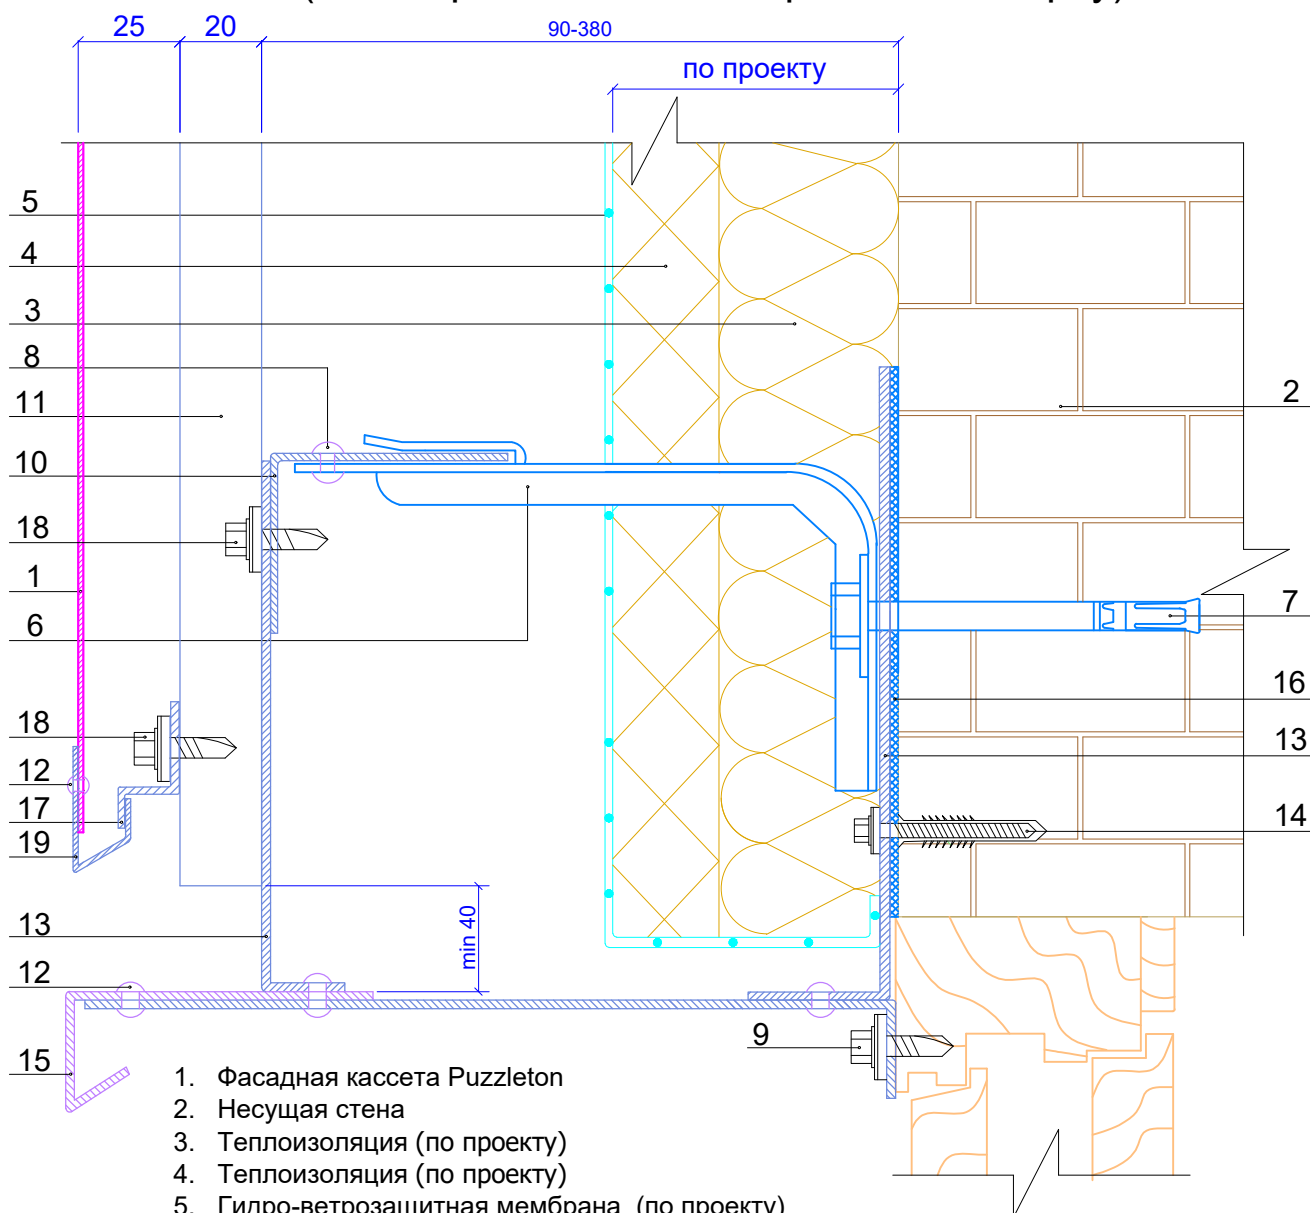 25 20 90-380
по проекту
5
4
3
8
11
2
10
18
1
7
6
16
18
13
12
17
14
19
13
min 40
12
9
15
1. Фасадная кассета Puzzleton
2. Несущая стена
3. Теплоизоляция (по проекту)
4. Теплоизоляция (по проекту)
5. Гидро-ветрозащитная мембрана (по проекту)